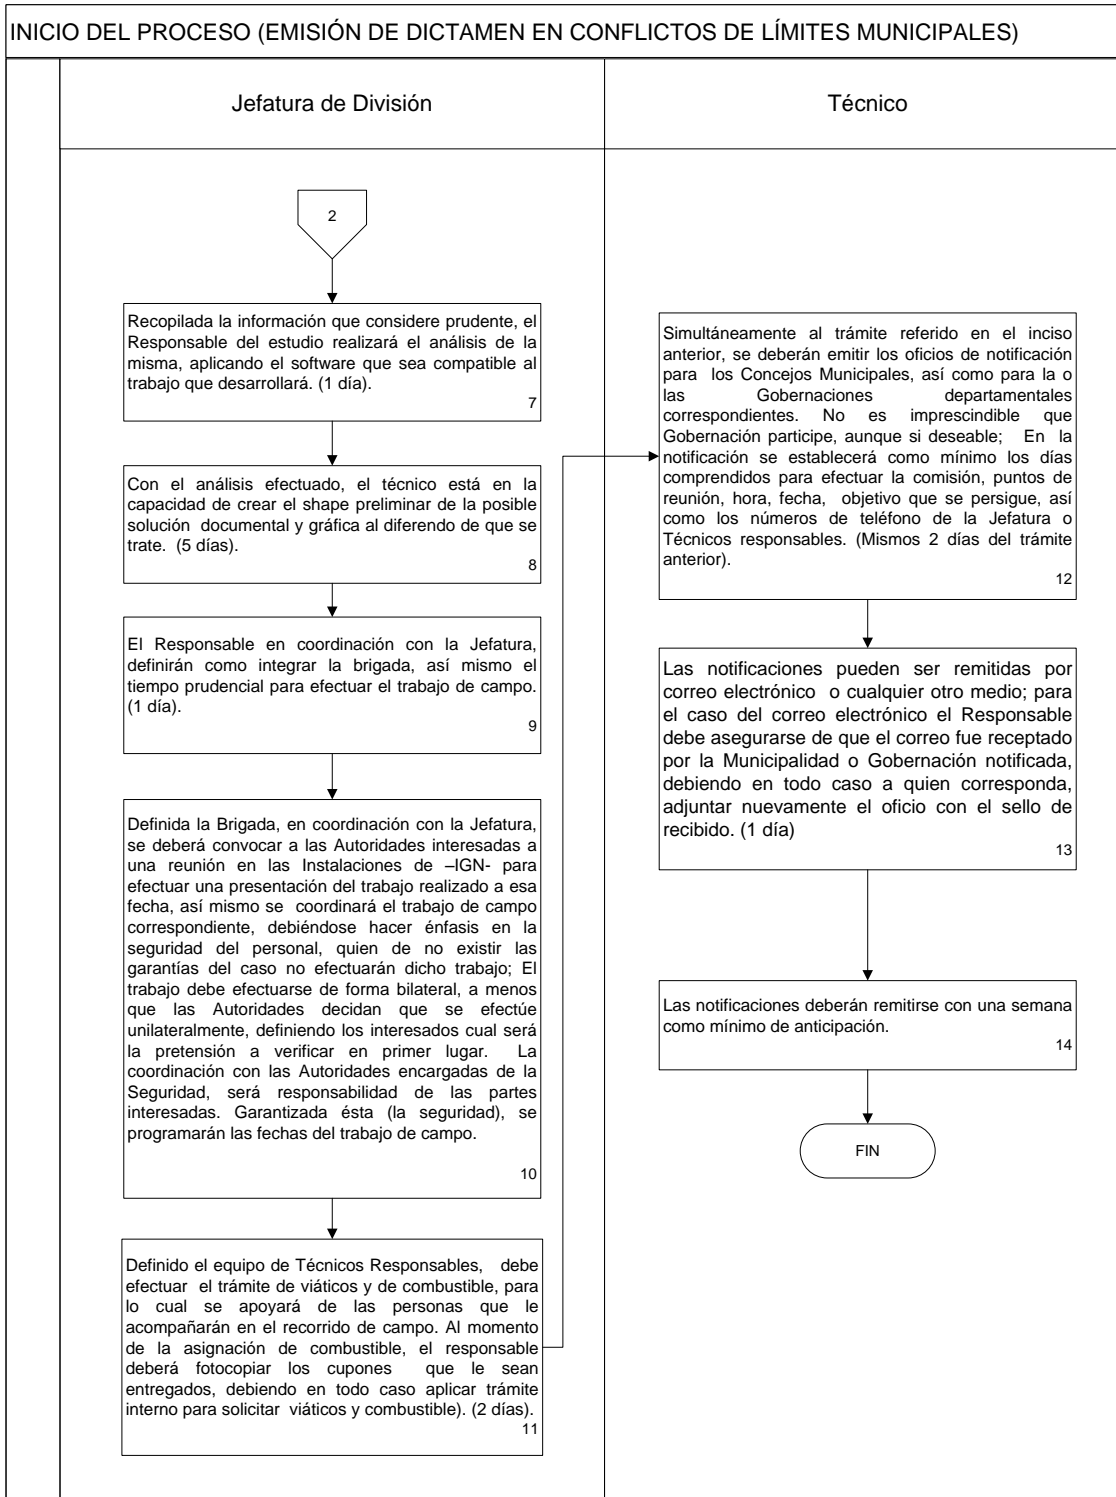 INICIO DEL PROCESO (EMISIÓN DE DICTAMEN EN CONFLICTOS DE LÍMITES MUNICIPALES)
Jefatura de División
Técnico
2
Recopilada la información que considere prudente, el
Responsable del estudio realizará el análisis de la
misma, aplicando el software que sea compatible al
trabajo que desarrollará. (1 día).
7
Con el análisis efectuado, el técnico está en la
capacidad de crear el shape preliminar de la posible
solución documental y gráfica al diferendo de que se
trate. (5 días).
8
El Responsable en coordinación con la Jefatura,
definirán como integrar la brigada, así mismo el
tiempo prudencial para efectuar el trabajo de campo.
(1 día).
9
Definida la Brigada, en coordinación con la Jefatura,
se deberá convocar a las Autoridades interesadas a
una reunión en las Instalaciones de –IGN- para
efectuar una presentación del trabajo realizado a esa
fecha, así mismo se coordinará el trabajo de campo
correspondiente, debiéndose hacer énfasis en la
seguridad del personal, quien de no existir las
garantías del caso no efectuarán dicho trabajo; El
trabajo debe efectuarse de forma bilateral, a menos
que las Autoridades decidan que se efectúe
unilateralmente, definiendo los interesados cual será
la pretensión a verificar en primer lugar. La
coordinación con las Autoridades encargadas de la
Seguridad, será responsabilidad de las partes
interesadas. Garantizada ésta (la seguridad), se
programarán las fechas del trabajo de campo.
10
Definido el equipo de Técnicos Responsables, debe
efectuar el trámite de viáticos y de combustible, para
lo cual se apoyará de las personas que le
acompañarán en el recorrido de campo. Al momento
de la asignación de combustible, el responsable
deberá fotocopiar los cupones que le sean
entregados, debiendo en todo caso aplicar trámite
interno para solicitar viáticos y combustible). (2 días).
11
Simultáneamente al trámite referido en el inciso
anterior, se deberán emitir los oficios de notificación
para los Concejos Municipales, así como para la o
las Gobernaciones departamentales
correspondientes. No es imprescindible que
Gobernación participe, aunque si deseable; En la
notificación se establecerá como mínimo los días
comprendidos para efectuar la comisión, puntos de
reunión, hora, fecha, objetivo que se persigue, así
como los números de teléfono de la Jefatura o
Técnicos responsables. (Mismos 2 días del trámite
anterior).
12
Las notificaciones pueden ser remitidas por
correo electrónico o cualquier otro medio; para
el caso del correo electrónico el Responsable
debe asegurarse de que el correo fue receptado
por la Municipalidad o Gobernación notificada,
debiendo en todo caso a quien corresponda,
adjuntar nuevamente el oficio con el sello de
recibido. (1 día)
13
Las notificaciones deberán remitirse con una semana
como mínimo de anticipación.
14
FIN